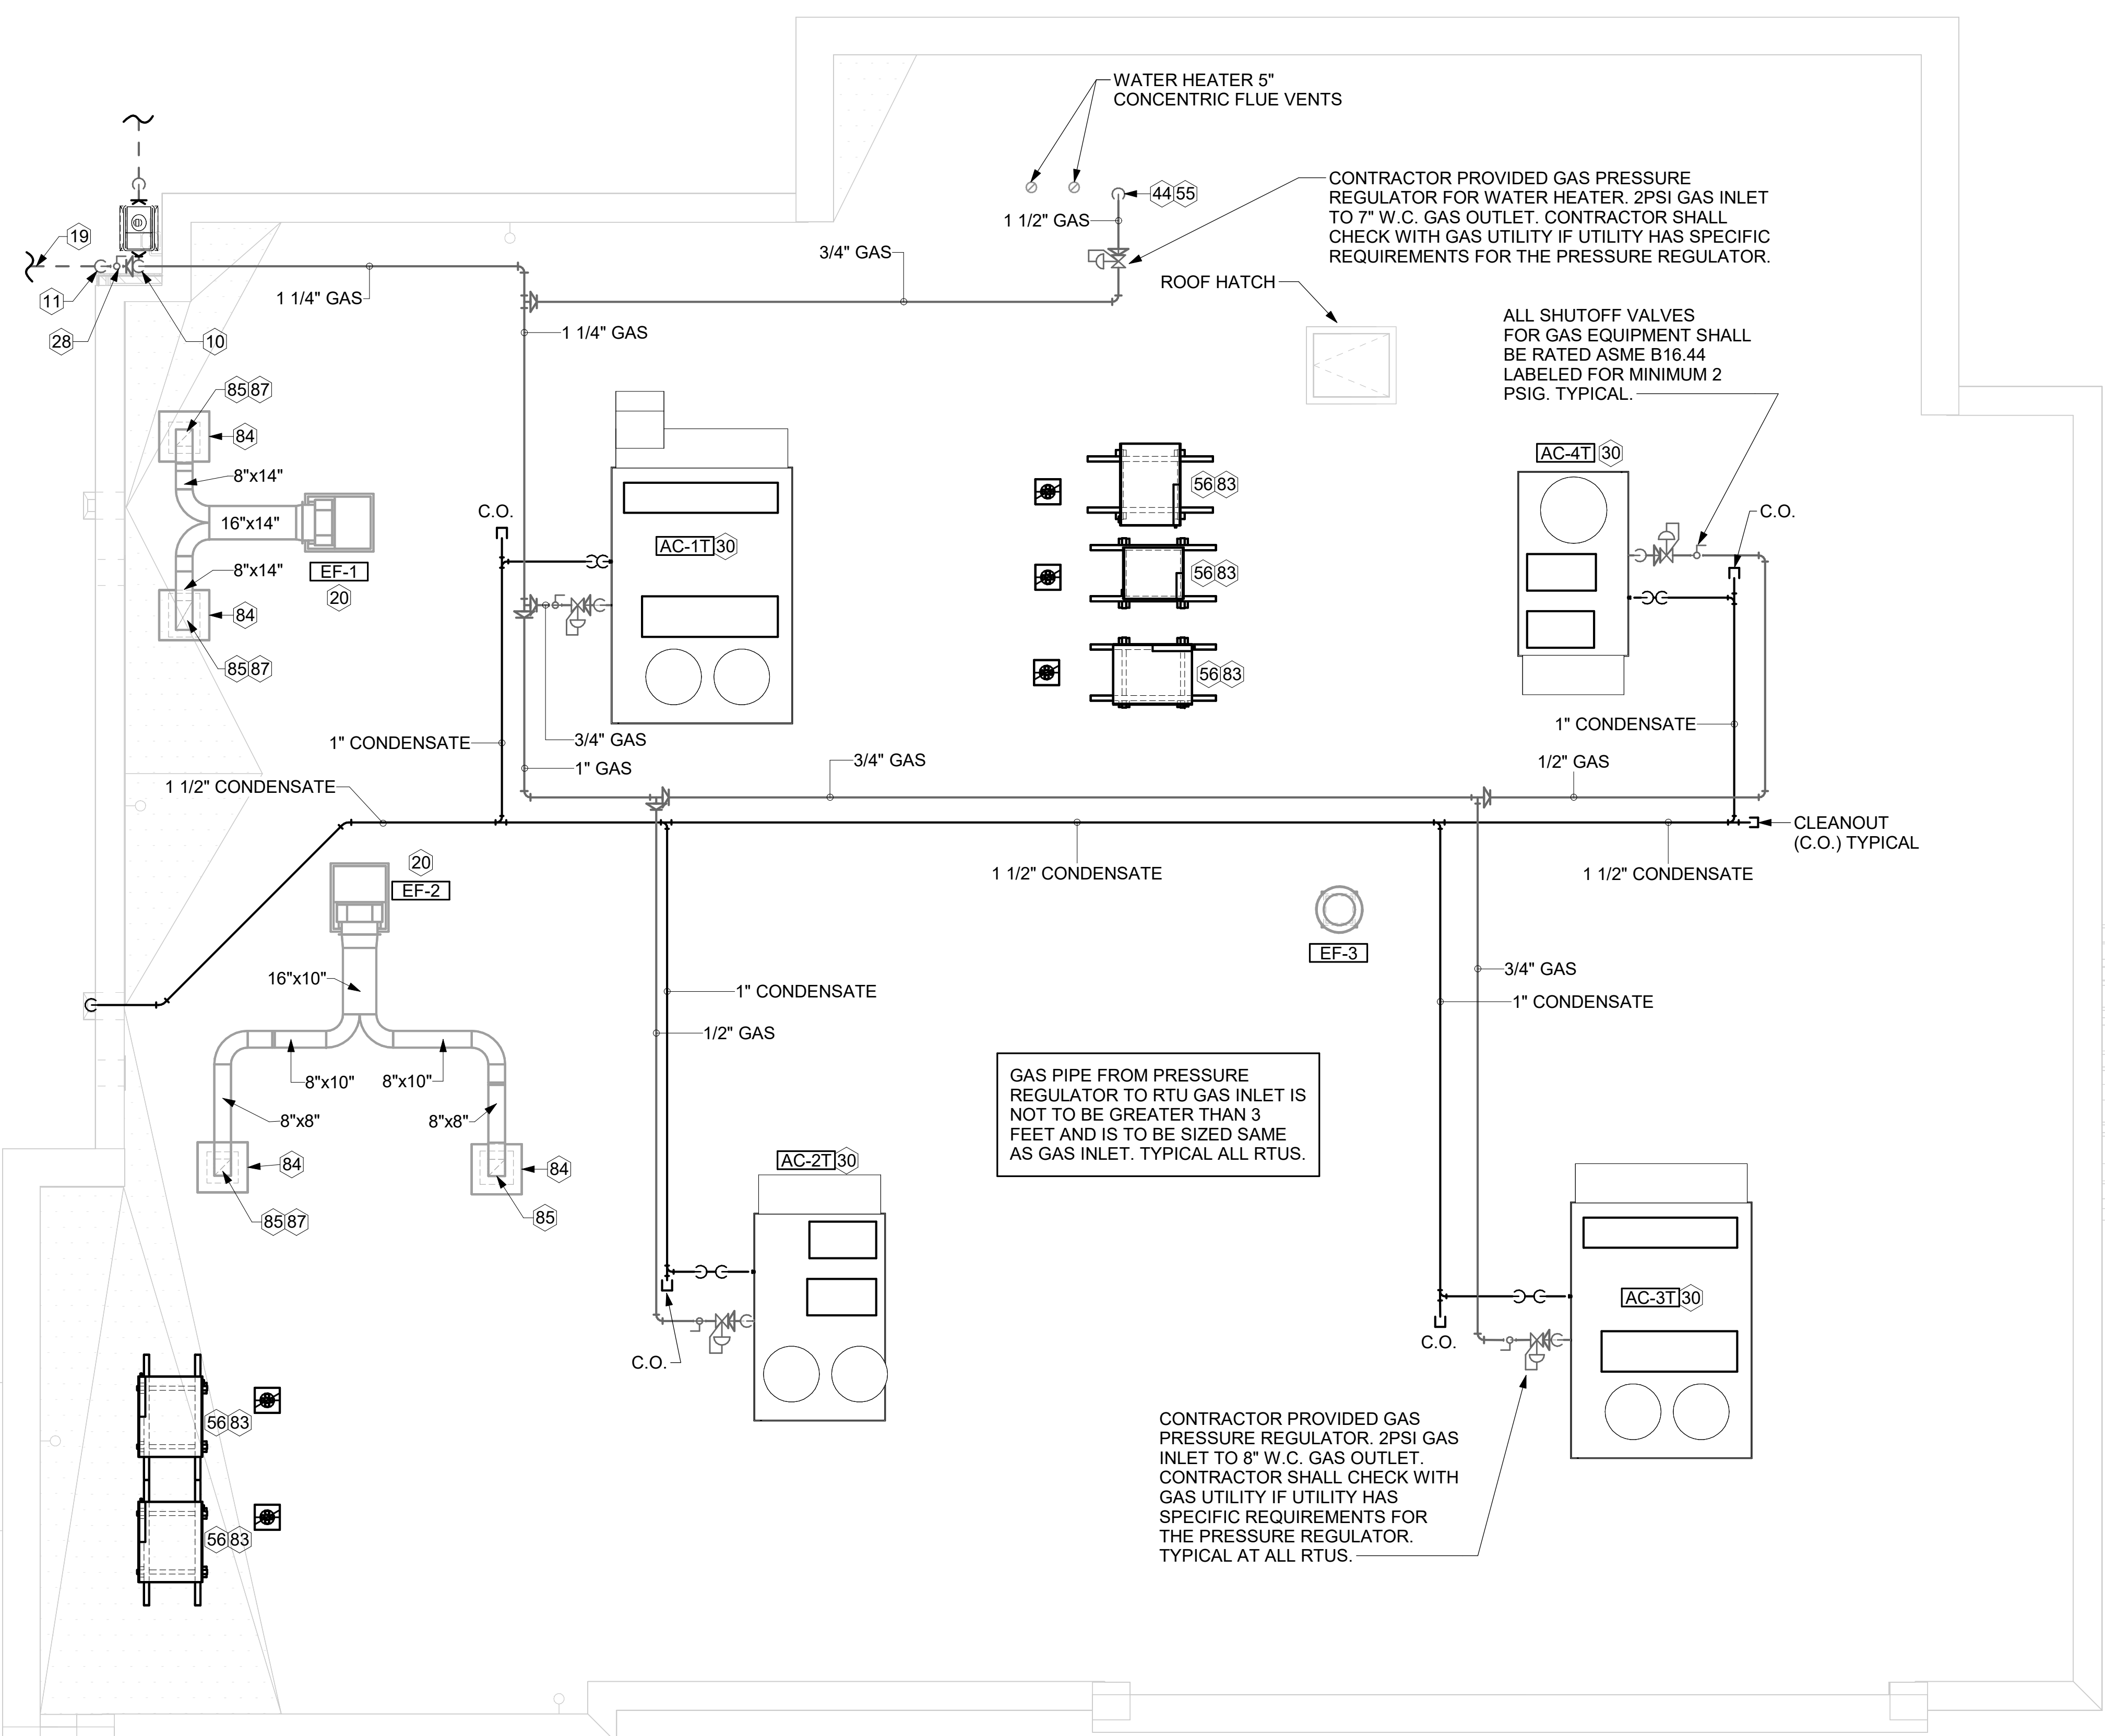 WATER HEATER 5"
CONCENTRIC FLUE VENTS
CONTRACTOR PROVIDED GAS PRESSURE
REGULATOR FOR WATER HEATER. 2PSI GAS INLET
TO 7" W.C. GAS OUTLET. CONTRACTOR SHALL
CHECK WITH GAS UTILITY IF UTILITY HAS SPECIFIC
REQUIREMENTS FOR THE PRESSURE REGULATOR.
44 55
1 1/2" GAS
19
3/4" GAS
ROOF HATCH
11
1 1/4" GAS
28
10
1 1/4" GAS
ALL SHUTOFF VALVES
FOR GAS EQUIPMENT SHALL
BE RATED ASME B16.44
LABELED FOR MINIMUM 2
PSIG. TYPICAL.
85 87
84
8"x14"
16"x14"
8"x14"
EF-1
20
84
85 87
C.O.
AC-1T 30
56 83
56 83
56 83
AC-4T 30
C.O.
1" CONDENSATE
3/4" GAS
1" GAS
3/4" GAS
1" CONDENSATE
1/2" GAS
1 1/2" CONDENSATE
CLEANOUT
(C.O.) TYPICAL
1 1/2" CONDENSATE
1 1/2" CONDENSATE
20
EF-2
16"x10"
EF-3
3/4" GAS
1" CONDENSATE
1" CONDENSATE
1/2" GAS
8"x10"
8"x10"
8"x8"
8"x8"
84
84
85 87
85
GAS PIPE FROM PRESSURE
REGULATOR TO RTU GAS INLET IS
NOT TO BE GREATER THAN 3
FEET AND IS TO BE SIZED SAME
AS GAS INLET. TYPICAL ALL RTUS.
AC-2T 30
C.O.
AC-3T 30
C.O.
56 83
56 83
CONTRACTOR PROVIDED GAS
PRESSURE REGULATOR. 2PSI GAS
INLET TO 8" W.C. GAS OUTLET.
CONTRACTOR SHALL CHECK WITH
GAS UTILITY IF UTILITY HAS
SPECIFIC REQUIREMENTS FOR
THE PRESSURE REGULATOR.
TYPICAL AT ALL RTUS.